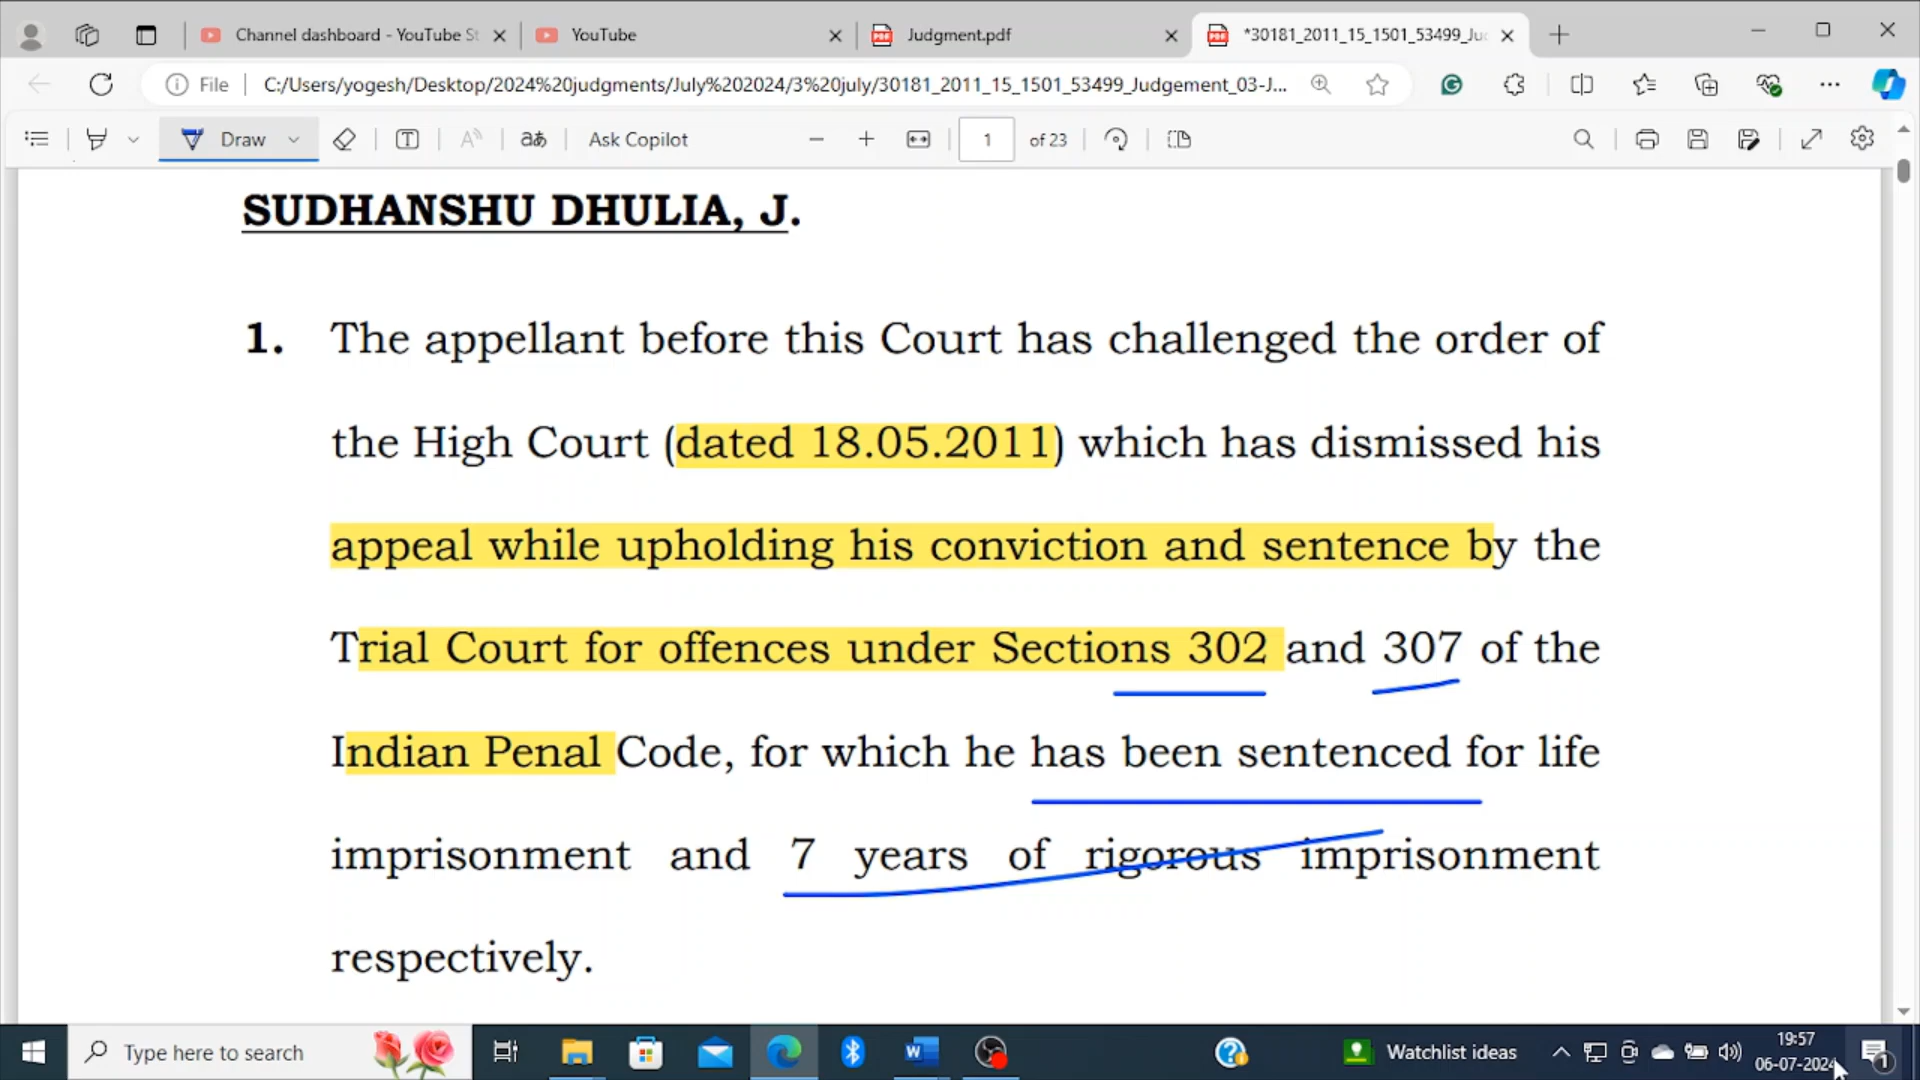 Channel dashboard - YouTube St
YouTube
Judgment.pdf
*30181_2011_15_1501_53499_Ju
File
C:/Users/yogesh/Desktop/2024%20judgments/July%202024/3%20july/30181_2011_15_1501_53499_Judgement_03-J...
Draw
Ask Copilot
1
of 23
SUDHANSHU DHULIA, J.
1. The appellant before this Court has challenged the order of
the High Court (dated 18.05.2011) which has dismissed his
appeal while upholding his conviction and sentence by the
Trial Court for offences under Sections 302 and 307 of the
Indian Penal Code, for which he has been sentenced for life
imprisonment and 7 years of rigorous imprisonment
respectively.
Type here to search
Watchlist ideas
19:57
06-07-2024
1